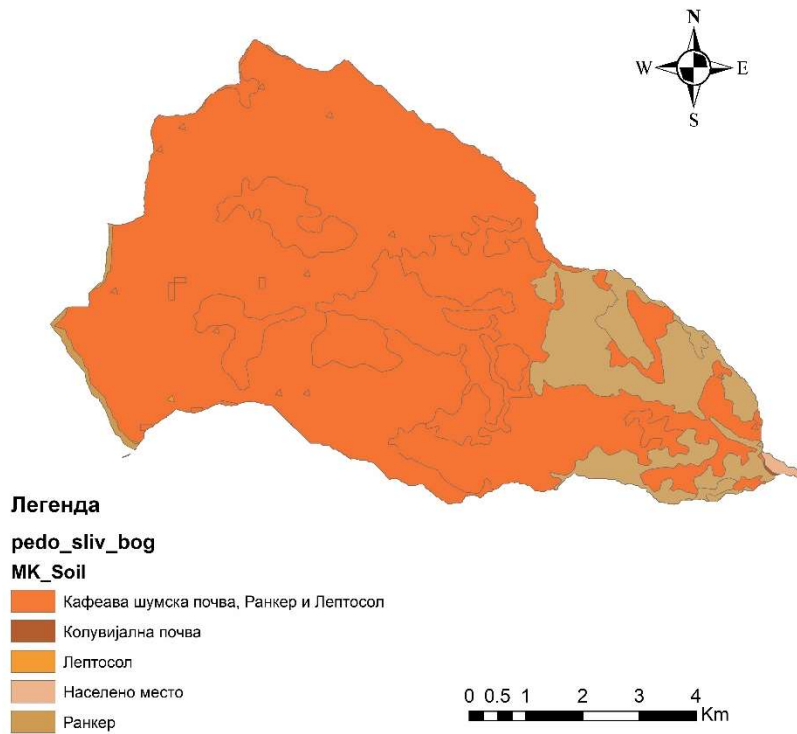 N
W E
S
Легенда
pedo_sliv_bog
MK_Soil
Кафеава шумска почва, Ранкер и Лептосол
Колувијална почва
Лептосол
Населено место
Ранкер
0 0.5 1 2 3 4
Km